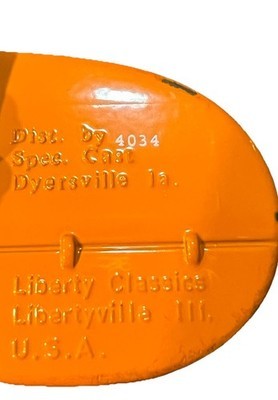 Dist. by 4034
Spec. Cast
Dyersville Ia.
Liberty Classics
Libertyville Ill.
U.S.A.